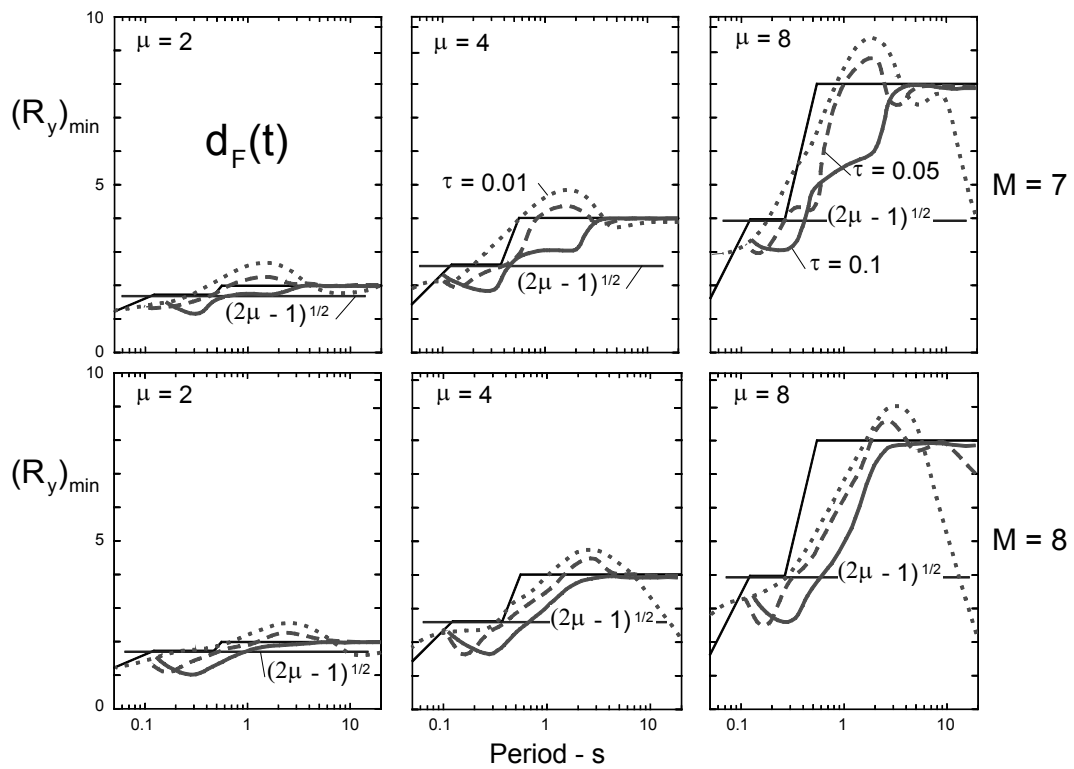 10
μ = 2
μ = 4
μ = 8
(R_y)_min
d_F(t)
τ = 0.01
τ = 0.05
M = 7
5
(2μ - 1)^1/2
(2μ - 1)^1/2
(2μ - 1)^1/2
τ = 0.1
0
10
μ = 2
μ = 4
μ = 8
(R_y)_min
M = 8
5
(2μ - 1)^1/2
(2μ - 1)^1/2
(2μ - 1)^1/2
0
0.1 1 10 0.1 1 10 0.1 1 10
Period - s